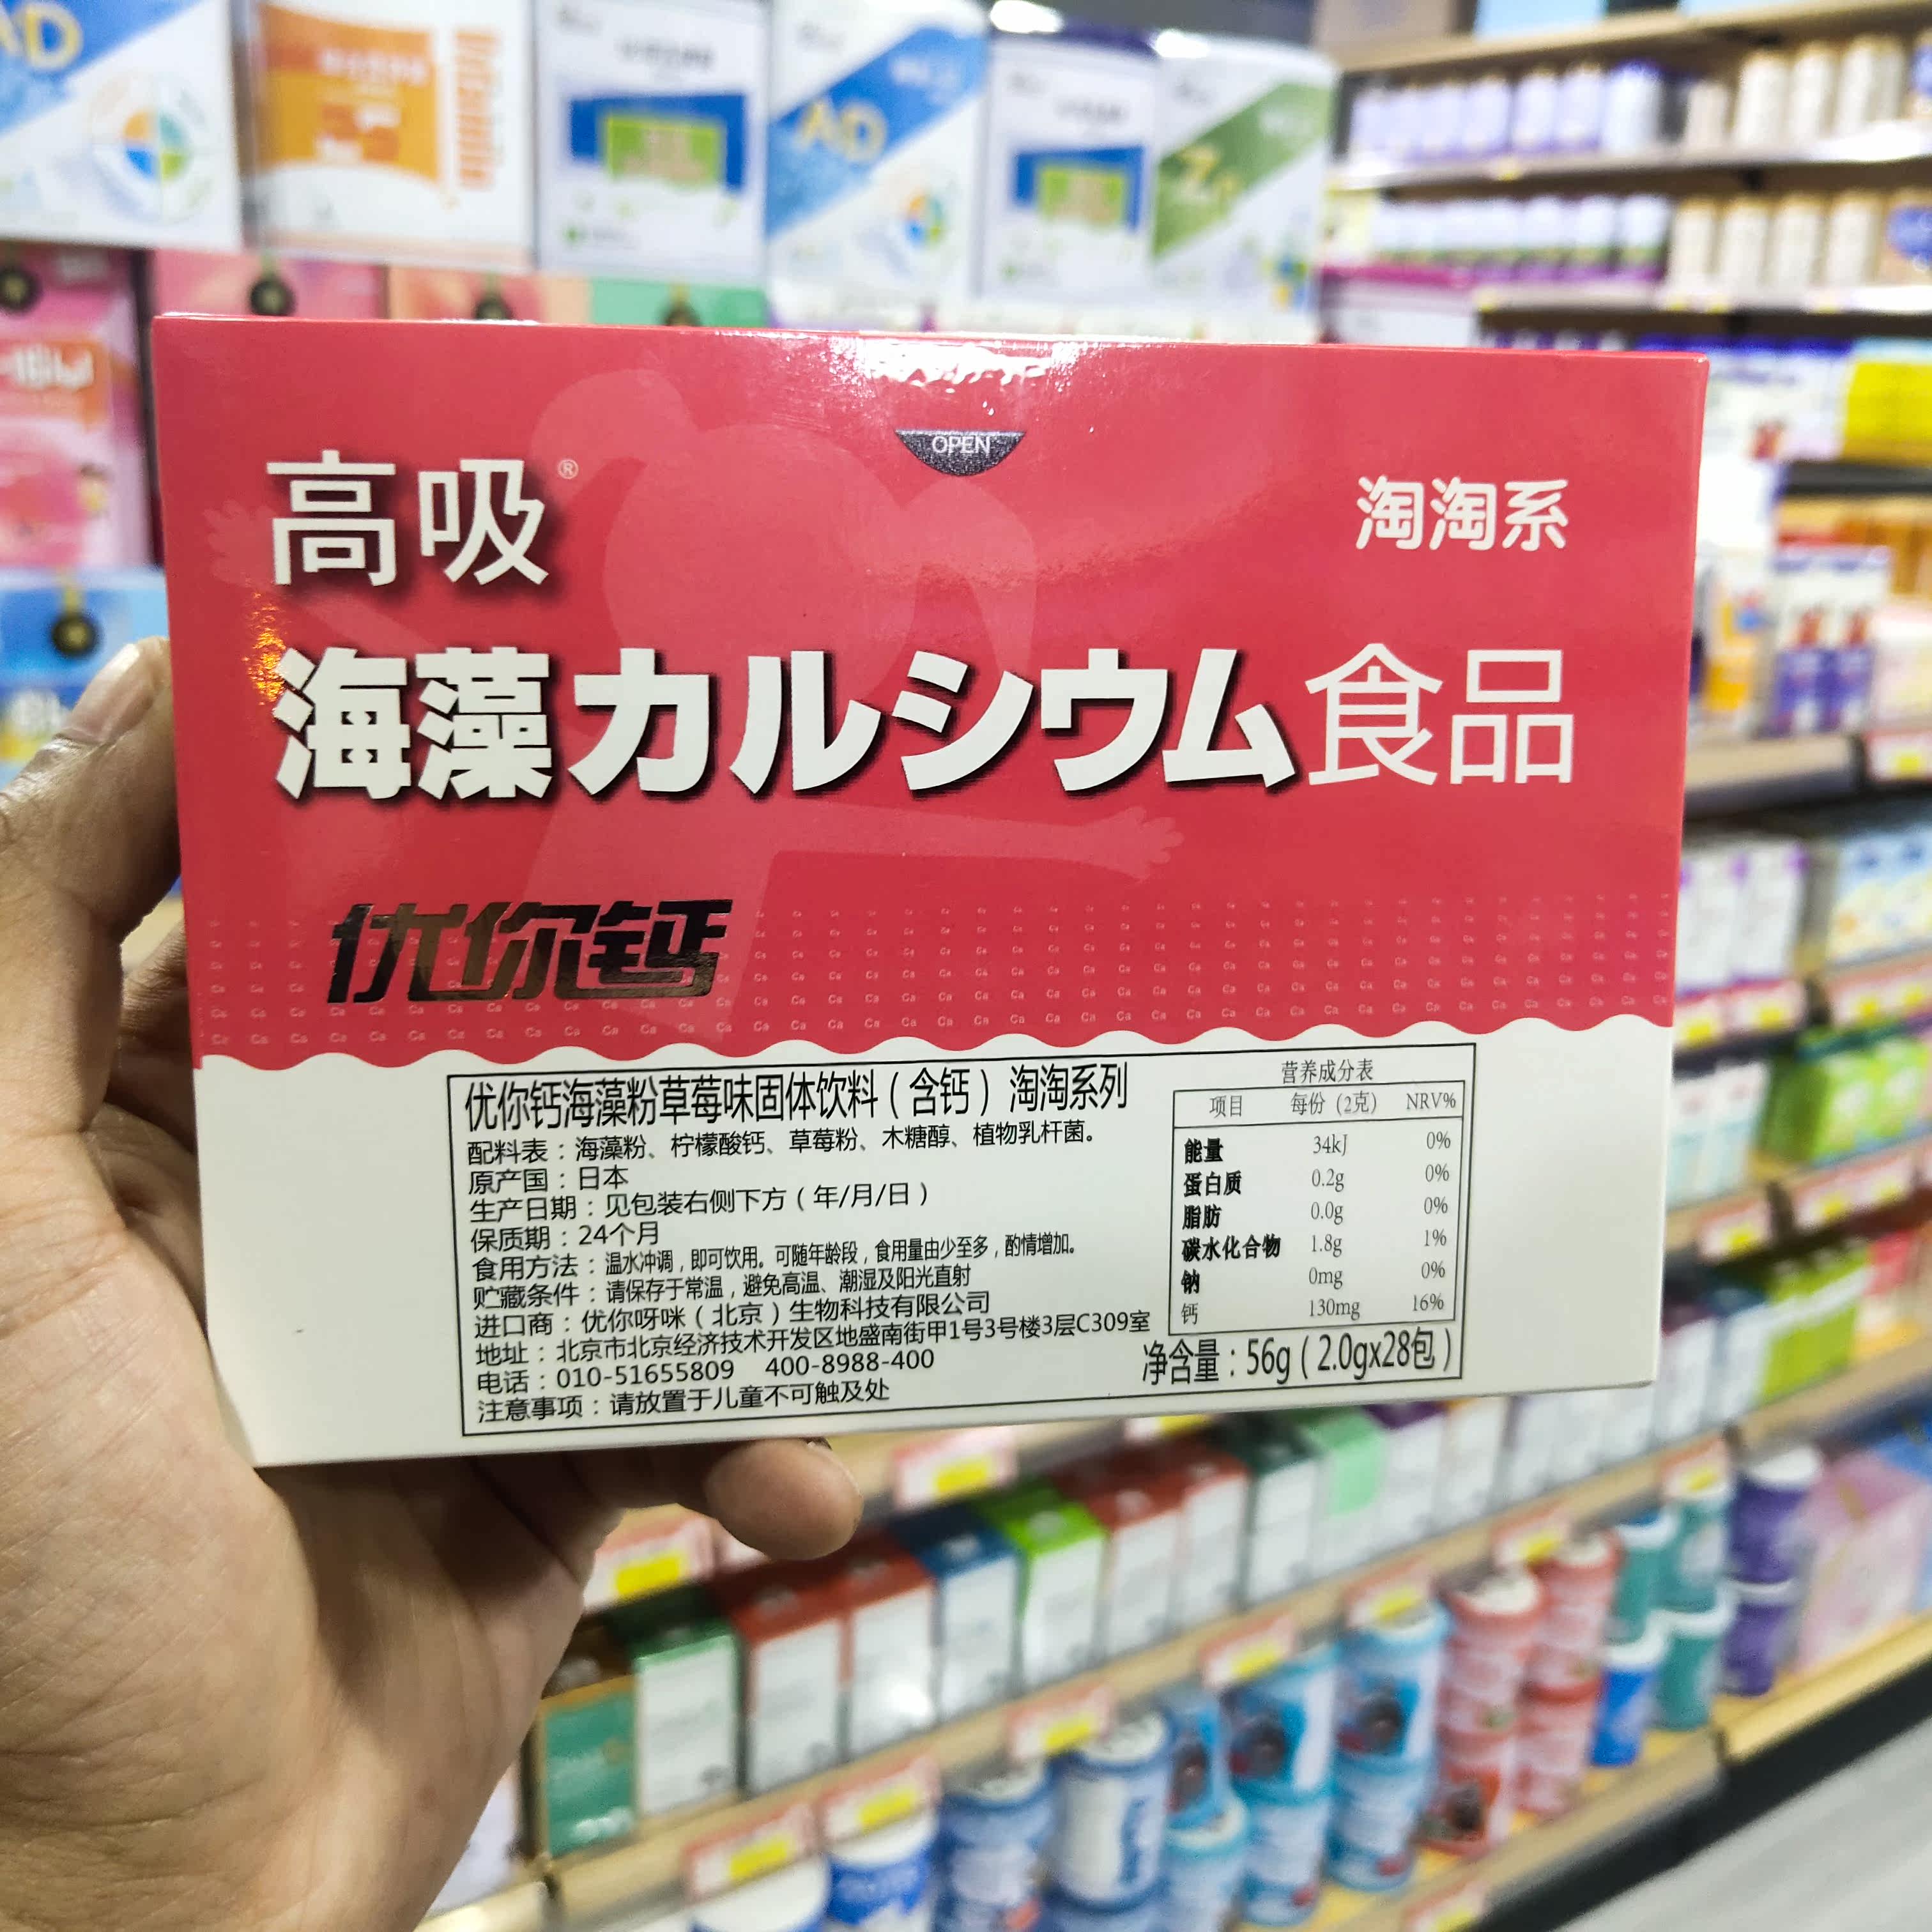 OPEN
高吸®
淘淘系
海藻カルシウム食品
优你钙
优你钙海藻粉草莓味固体饮料（含钙）淘淘系列
配料表：海藻粉、柠檬酸钙、草莓粉、木糖醇、植物乳杆菌。
原产国：日本
生产日期：见包装右侧下方（年/月/日）
保质期：24个月
食用方法：温水冲调，即可饮用。可随年龄段，食用量由少至多，酌情增加。
贮藏条件：请保存于常温，避免高温、潮湿及阳光直射
进口商：优你呀咪（北京）生物科技有限公司
地址：北京市北京经济技术开发区地盛南街甲1号3号楼3层C309室
电话：010-51655809 400-8988-400
注意事项：请放置于儿童不可触及处
营养成分表
项目 每份（2克） NRV%
能量 34kJ 0%
蛋白质 0.2g 0%
脂肪 0.0g 0%
碳水化合物 1.8g 1%
钠 0mg 0%
钙 130mg 16%
净含量：56g（2.0gx28包）
AD
AD